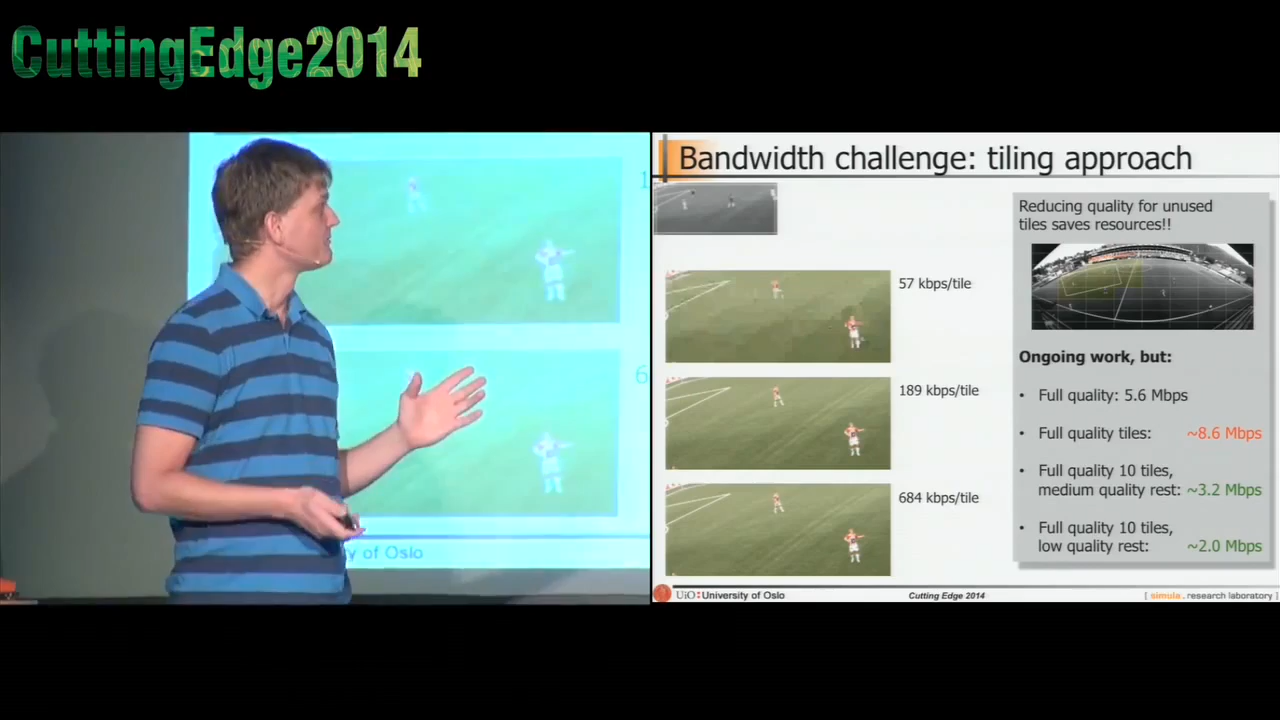 CuttingEdge2014
Bandwidth challenge: tiling approach
57 kbps/tile
189 kbps/tile
684 kbps/tile
Reducing quality for unused
tiles saves resources!!
Ongoing work, but:
• Full quality: 5.6 Mbps
• Full quality tiles: ~8.6 Mbps
• Full quality 10 tiles,
medium quality rest: ~3.2 Mbps
• Full quality 10 tiles,
low quality rest: ~2.0 Mbps
UiO: University of Oslo
Cutting Edge 2014
[ simula . research laboratory ]
1
6
y of Oslo